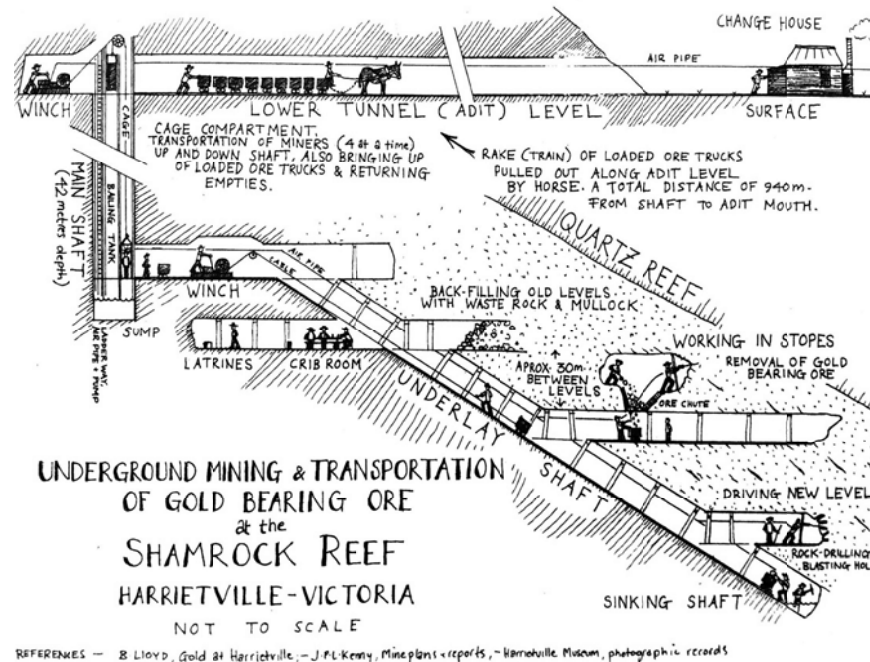 CHANGE HOUSE
AIR PIPE
WINCH
LOWER TUNNEL (ADIT) LEVEL
SURFACE
CAGE
CAGE COMPARTMENT.
TRANSPORTATION OF MINERS (4 at a time)
UP AND DOWN SHAFT, ALSO BRINGING UP
OF LOADED ORE TRUCKS & RETURNING
EMPTIES.
RAKE (TRAIN) OF LOADED ORE TRUCKS
PULLED OUT ALONG ADIT LEVEL
BY HORSE. A TOTAL DISTANCE OF 940m.
FROM SHAFT TO ADIT MOUTH.
MAIN SHAFT
(42 metres depth)
BAILING TANK
QUARTZ REEF
AIR PIPE
CABLE
WINCH
BACK-FILLING OLD LEVELS
WITH WASTE ROCK & MULLOCK
SUMP
LADDER WAY,
AIR PIPE + PUMP
LATRINES
CRIB ROOM
APROX. 30m
BETWEEN
LEVELS
WORKING IN STOPES
REMOVAL OF GOLD
BEARING ORE
ORE CHUTE
UNDERLAY SHAFT
DRIVING NEW LEVEL
ROCK-DRILLING
BLASTING HOL
SINKING SHAFT
UNDERGROUND MINING & TRANSPORTATION
OF GOLD BEARING ORE
at the
SHAMROCK REEF
HARRIETVILLE-VICTORIA
NOT TO SCALE
REFERENCES - B LLOYD, Gold at Harrietville; - J.P.L. Kenny, Mine plans + reports, - Harrietville Museum, photographic records